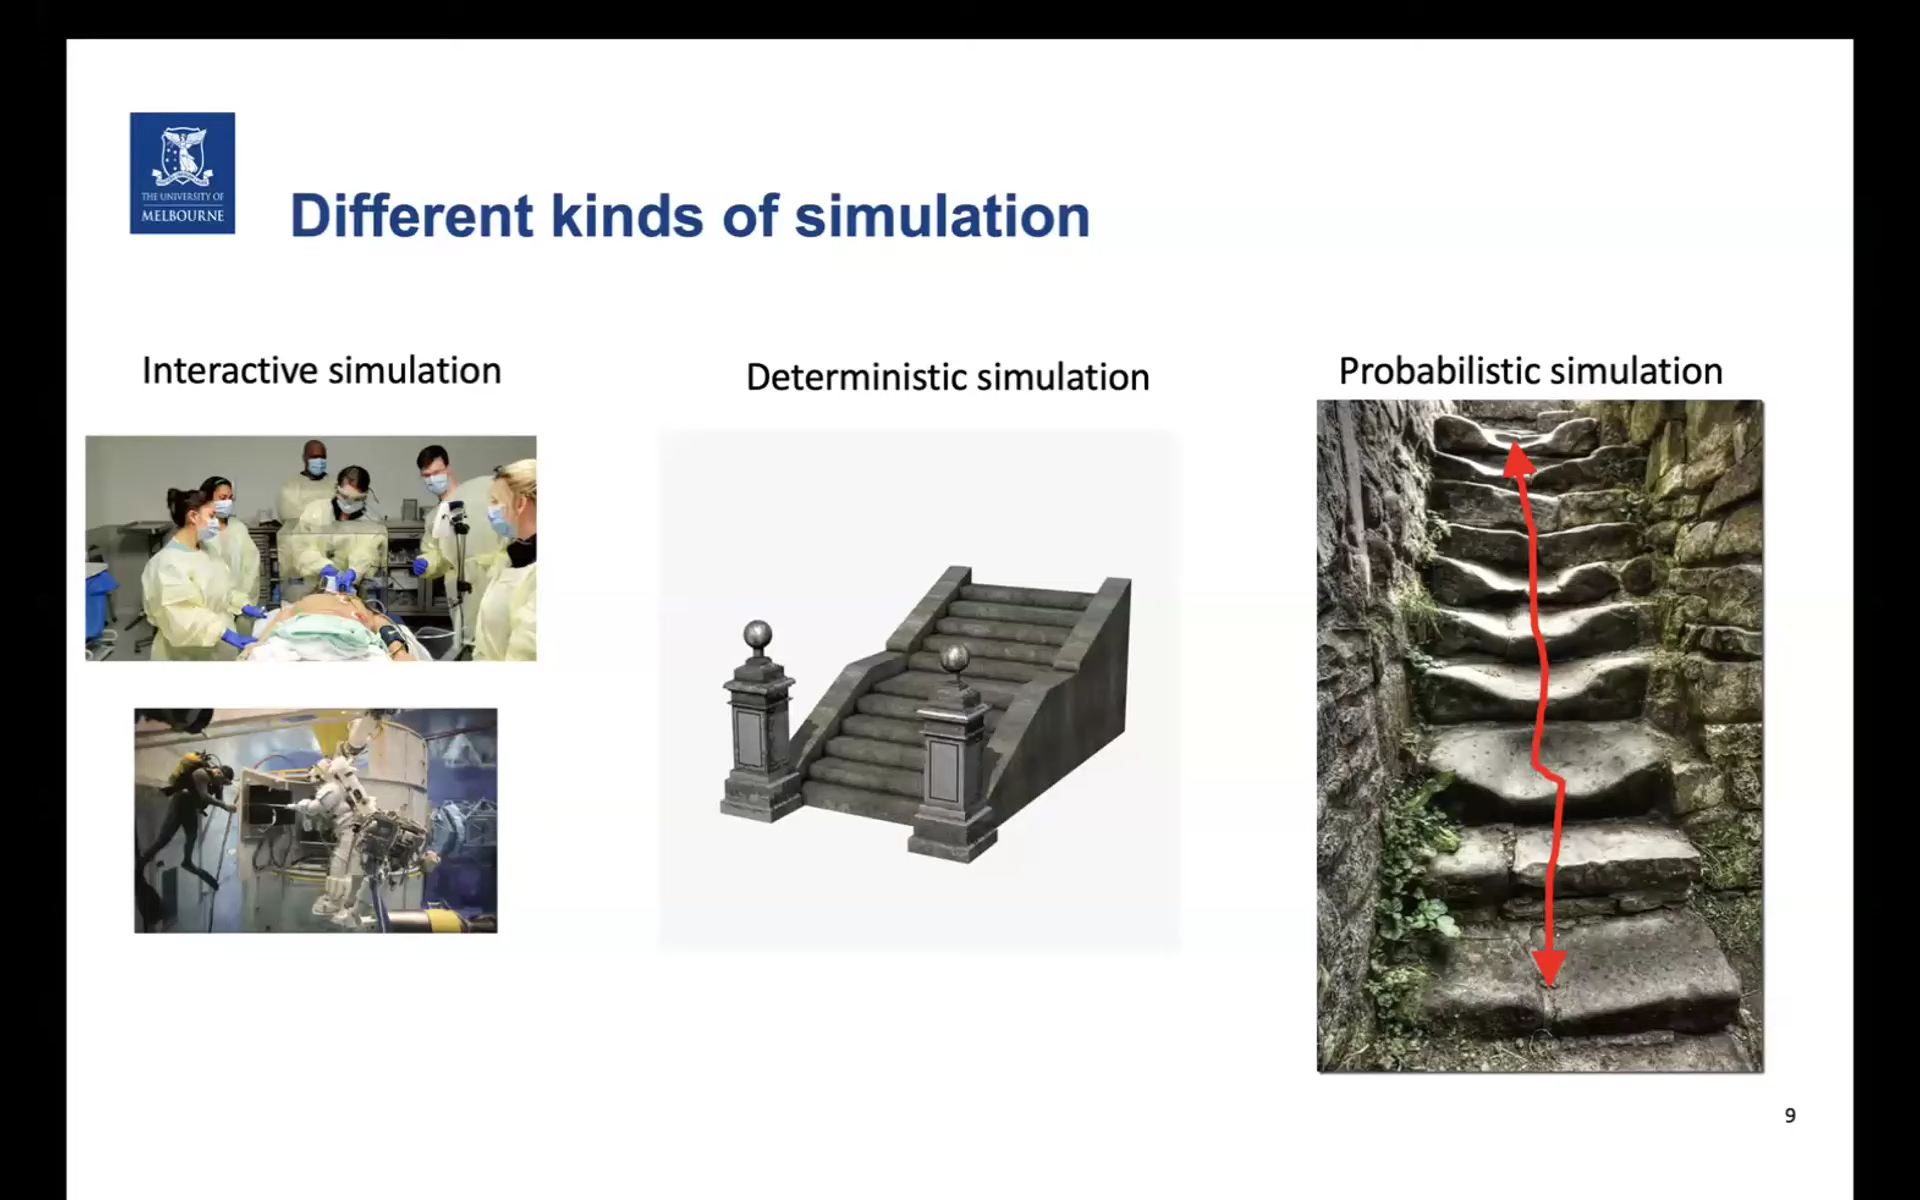 THE UNIVERSITY OF
MELBOURNE
Different kinds of simulation
Interactive simulation
Deterministic simulation
Probabilistic simulation
9